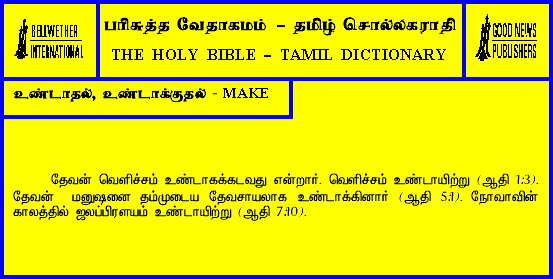 BELLWETHER
INTERNATIONAL
பரிசுத்த வேதாகமம் – தமிழ் சொல்லகராதி
THE HOLY BIBLE – TAMIL DICTIONARY
GOOD NEWS
PUBLISHERS
உண்டாதல், உண்டாக்குதல் - MAKE
தேவன் வெளிச்சம் உண்டாகக்கடவது என்றார். வெளிச்சம் உண்டாயிற்று (ஆதி 1:3).
தேவன் மனுஷனை தம்முடைய தேவசாயலாக உண்டாக்கினார் (ஆதி 5:1). நோவாவின்
காலத்தில் ஜலப்பிரளயம் உண்டாயிற்று (ஆதி 7:10).